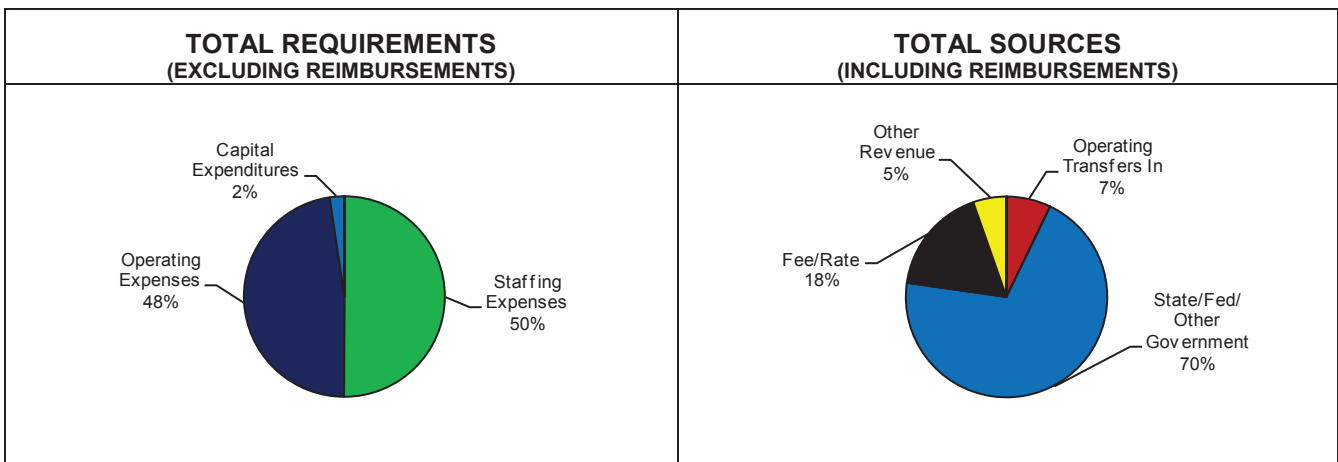 TOTAL REQUIREMENTS
(EXCLUDING REIMBURSEMENTS)
Capital
Expenditures
2%
Operating
Expenses
48%
Staffing
Expenses
50%
TOTAL SOURCES
(INCLUDING REIMBURSEMENTS)
Other
Revenue
5%
Operating
Transfers In
7%
Fee/Rate
18%
State/Fed/
Other
Government
70%